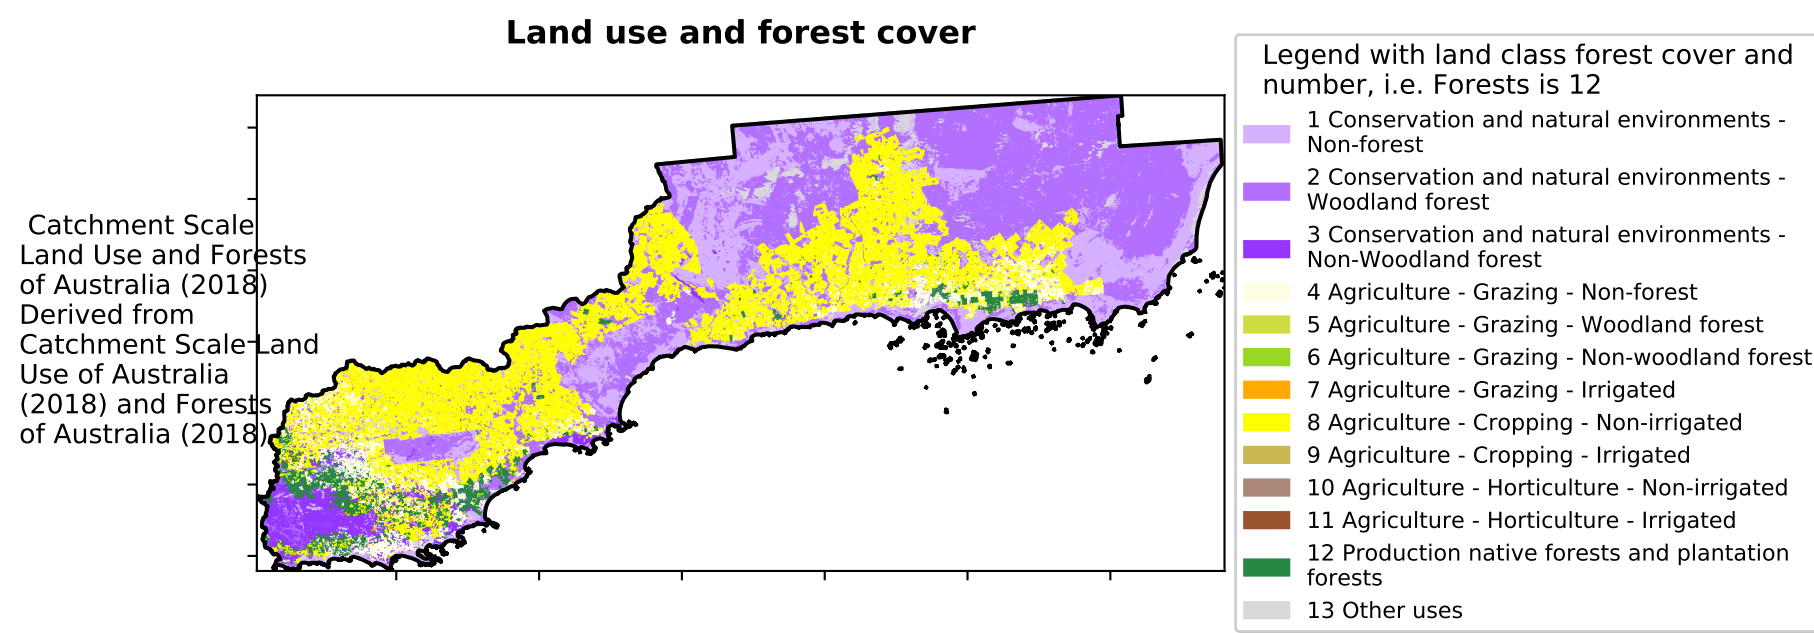 Land use and forest cover
Catchment Scale
Land Use and Forests
of Australia (2018)
Derived from
Catchment Scale Land
Use of Australia
(2018) and Forests
of Australia (2018)
Legend with land class forest cover and
number, i.e. Forests is 12
1 Conservation and natural environments -
Non-forest
2 Conservation and natural environments -
Woodland forest
3 Conservation and natural environments -
Non-Woodland forest
4 Agriculture - Grazing - Non-forest
5 Agriculture - Grazing - Woodland forest
6 Agriculture - Grazing - Non-woodland forest
7 Agriculture - Grazing - Irrigated
8 Agriculture - Cropping - Non-irrigated
9 Agriculture - Cropping - Irrigated
10 Agriculture - Horticulture - Non-irrigated
11 Agriculture - Horticulture - Irrigated
12 Production native forests and plantation
forests
13 Other uses